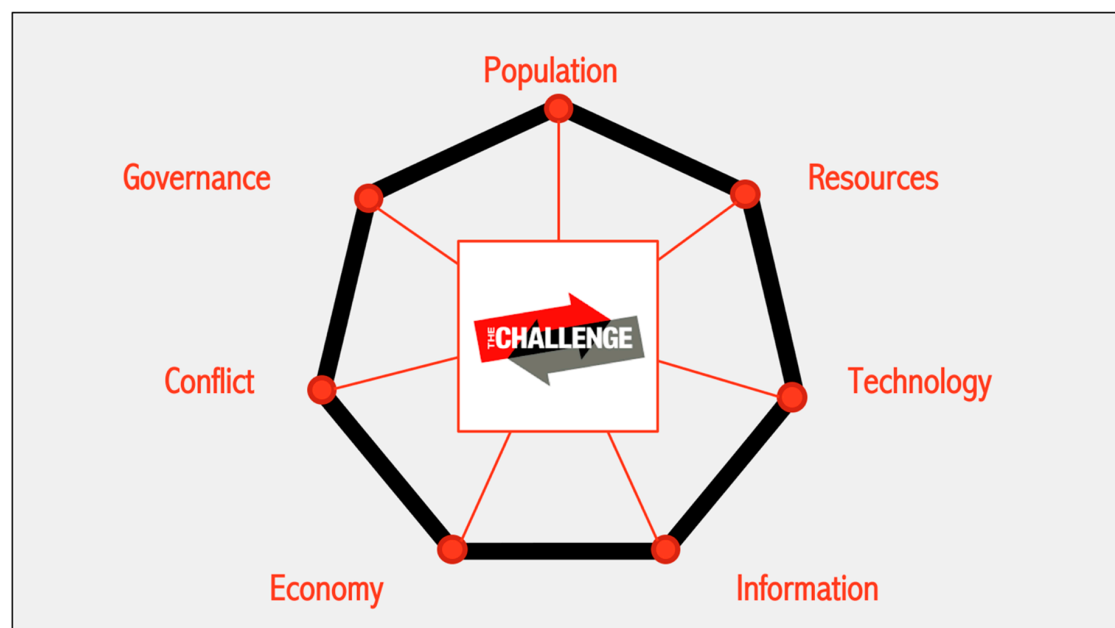 Population
Governance
Resources
THE CHALLENGE
Conflict
Technology
Economy
Information